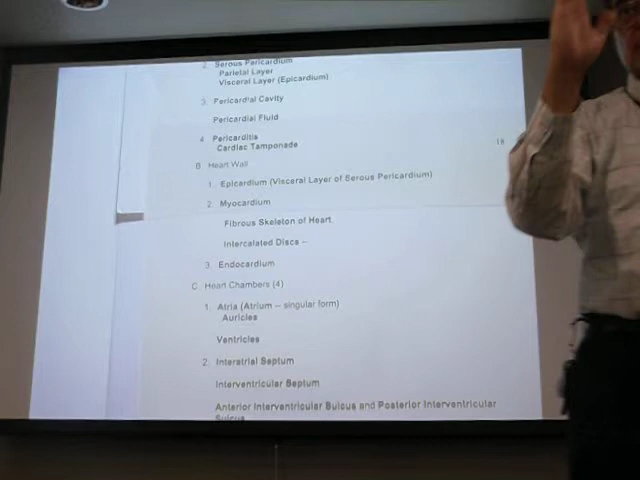 2. Serous Pericardium
Parietal Layer
Visceral Layer (Epicardium)
3. Pericardial Cavity
Pericardial Fluid
4 Pericarditis
Cardiac Tamponade
18
B Heart Wall
1. Epicardium (Visceral Layer of Serous Pericardium)
2. Myocardium
Fibrous Skeleton of Heart
Intercalated Discs --
3. Endocardium
C. Heart Chambers (4)
1. Atria (Atrium -- singular form)
Auricles
Ventricles
2. Interatrial Septum
Interventricular Septum
Anterior Interventricular Sulcus and Posterior Interventricular
Sulcus